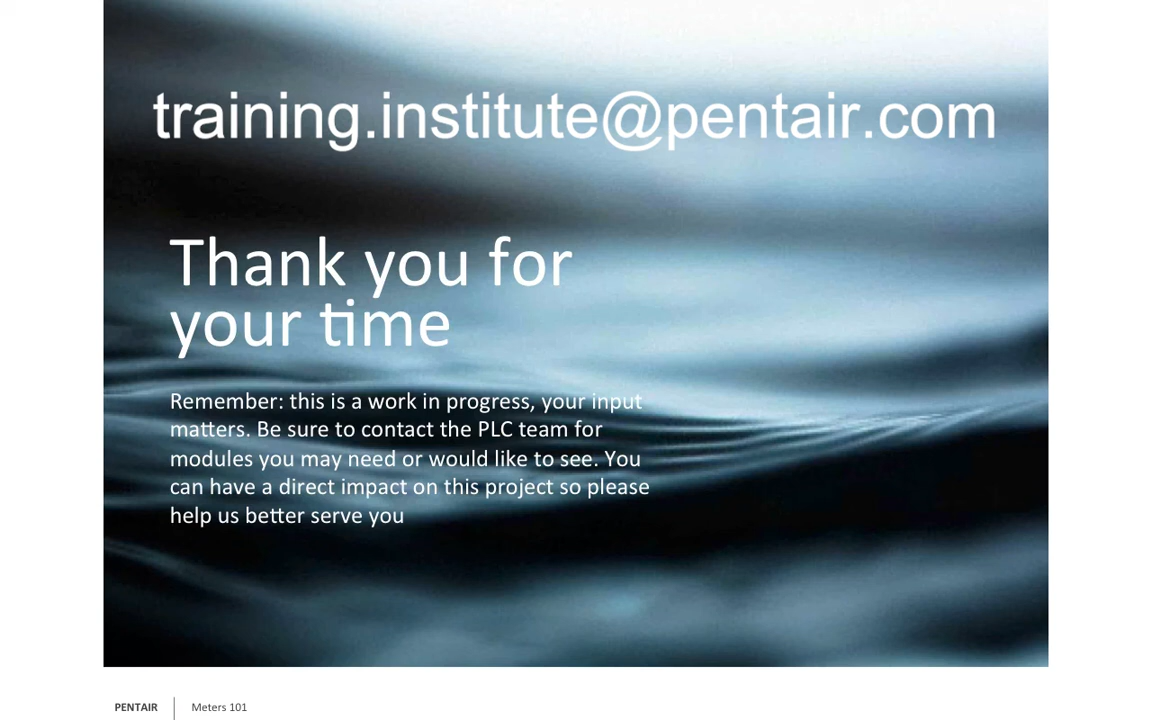 training.institute@pentair.com
Thank you for
your time
Remember: this is a work in progress, your input
matters. Be sure to contact the PLC team for
modules you may need or would like to see. You
can have a direct impact on this project so please
help us better serve you
PENTAIR | Meters 101